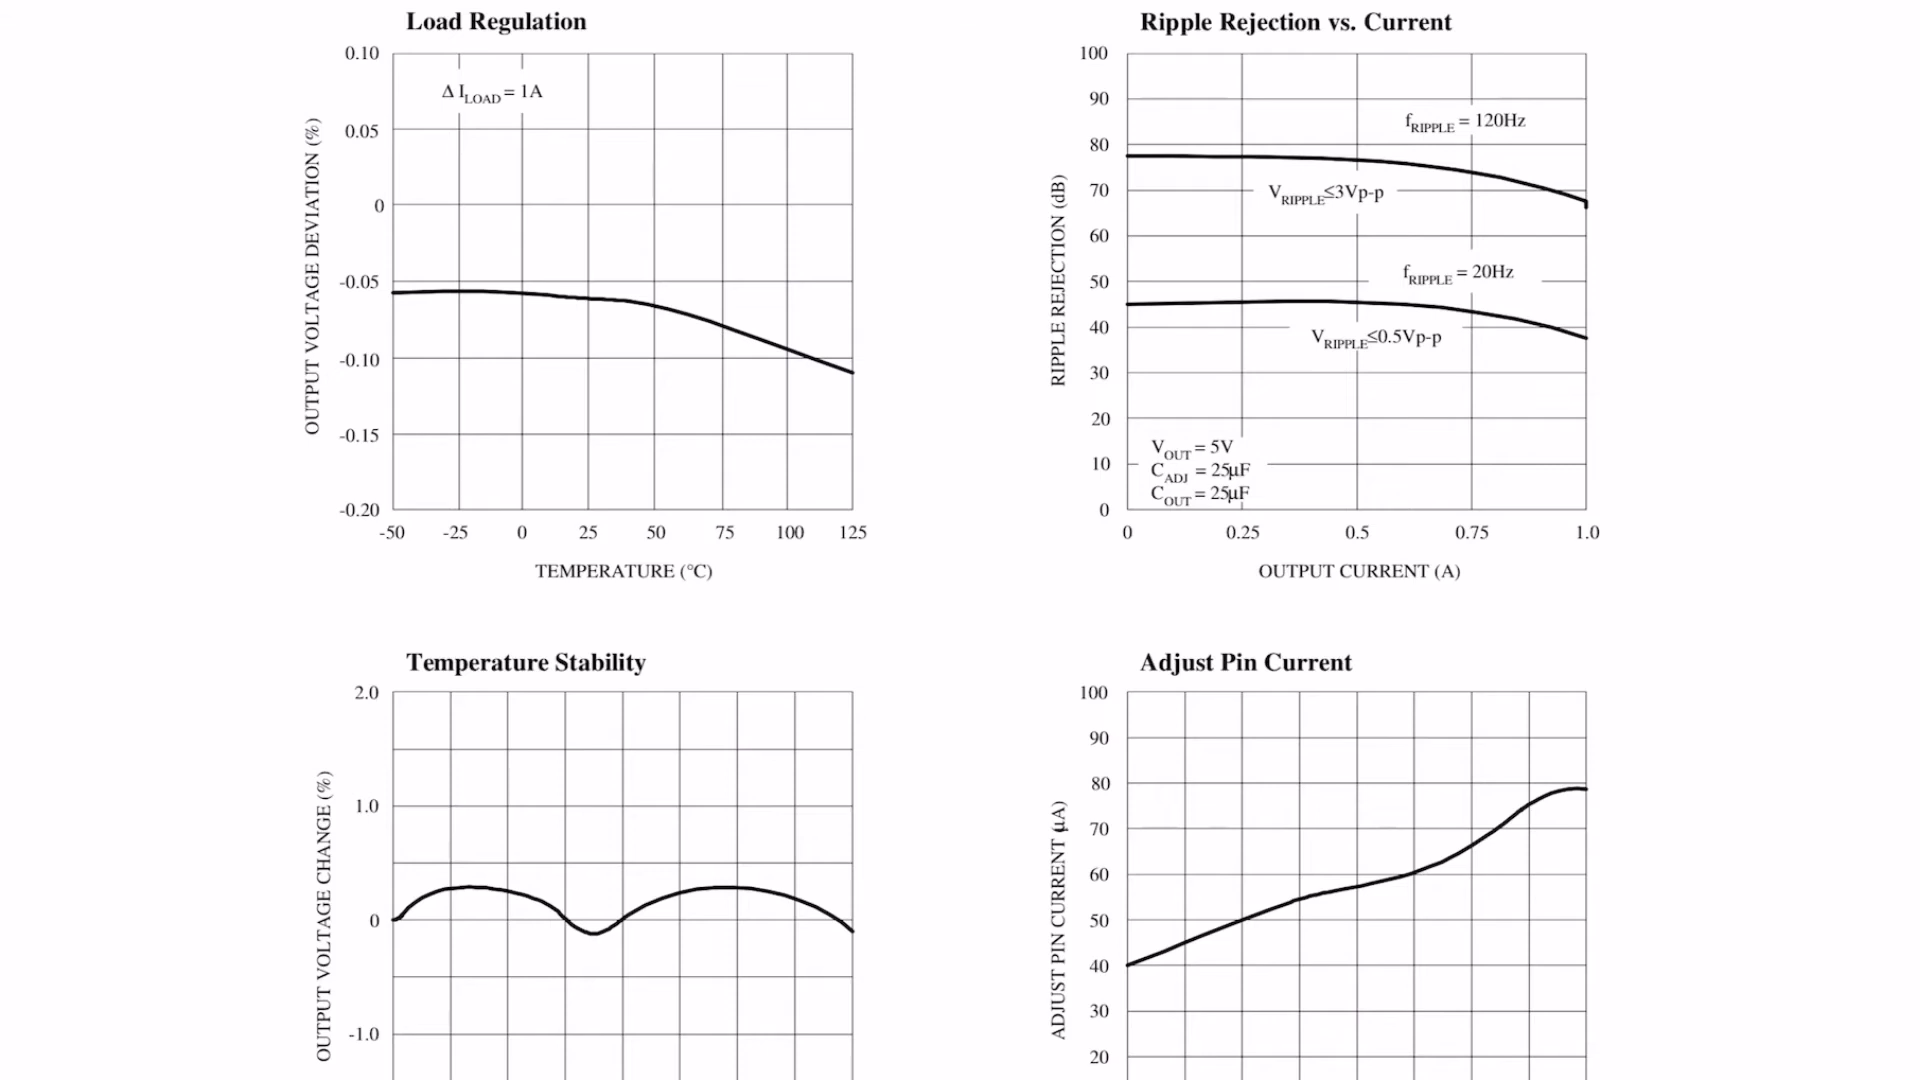 Load Regulation
0.10
0.05
0
-0.05
-0.10
-0.15
-0.20
OUTPUT VOLTAGE DEVIATION (%)
Δ I LOAD = 1A
-50 -25 0 25 50 75 100 125
TEMPERATURE (°C)
Ripple Rejection vs. Current
100
90
80
70
60
50
40
30
20
10
0
RIPPLE REJECTION (dB)
fRIPPLE = 120Hz
VRIPPLE≤3Vp-p
fRIPPLE = 20Hz
VRIPPLE≤0.5Vp-p
VOUT = 5V
CADJ = 25µF
COUT = 25µF
0 0.25 0.5 0.75 1.0
OUTPUT CURRENT (A)
Temperature Stability
2.0
1.0
0
-1.0
OUTPUT VOLTAGE CHANGE (%)
Adjust Pin Current
100
90
80
70
60
50
40
30
20
ADJUST PIN CURRENT (µA)